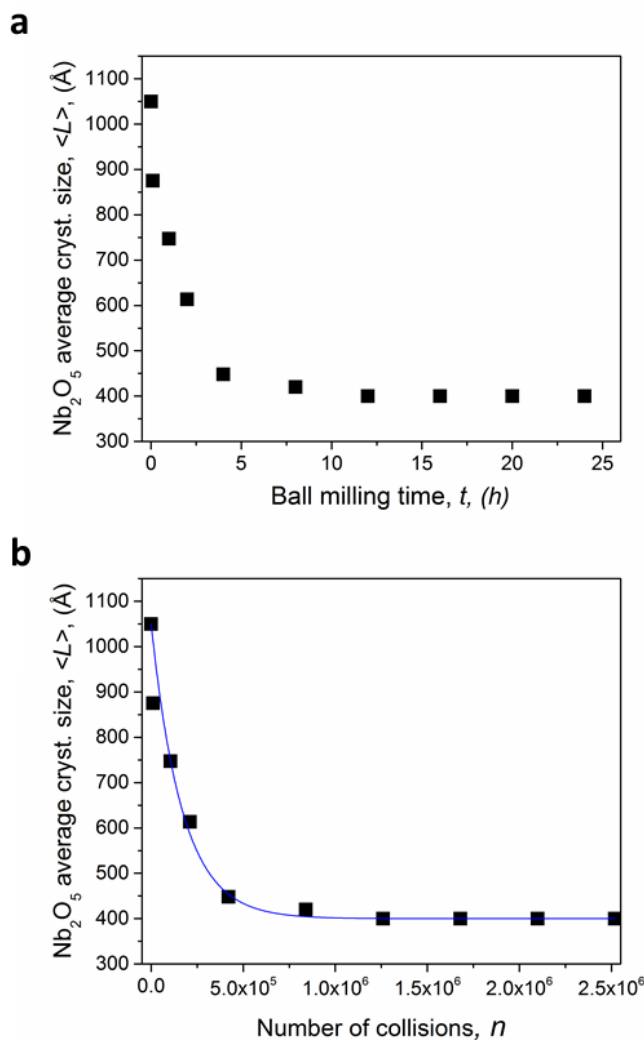 a
Nb₂O₅ average cryst. size, <L>, (Å)
1100
1000
900
800
700
600
500
400
300
0 5 10 15 20 25
Ball milling time, t, (h)
b
Nb₂O₅ average cryst. size, <L>, (Å)
1100
1000
900
800
700
600
500
400
300
0.0 5.0x10⁵ 1.0x10⁶ 1.5x10⁶ 2.0x10⁶ 2.5x10⁶
Number of collisions, n